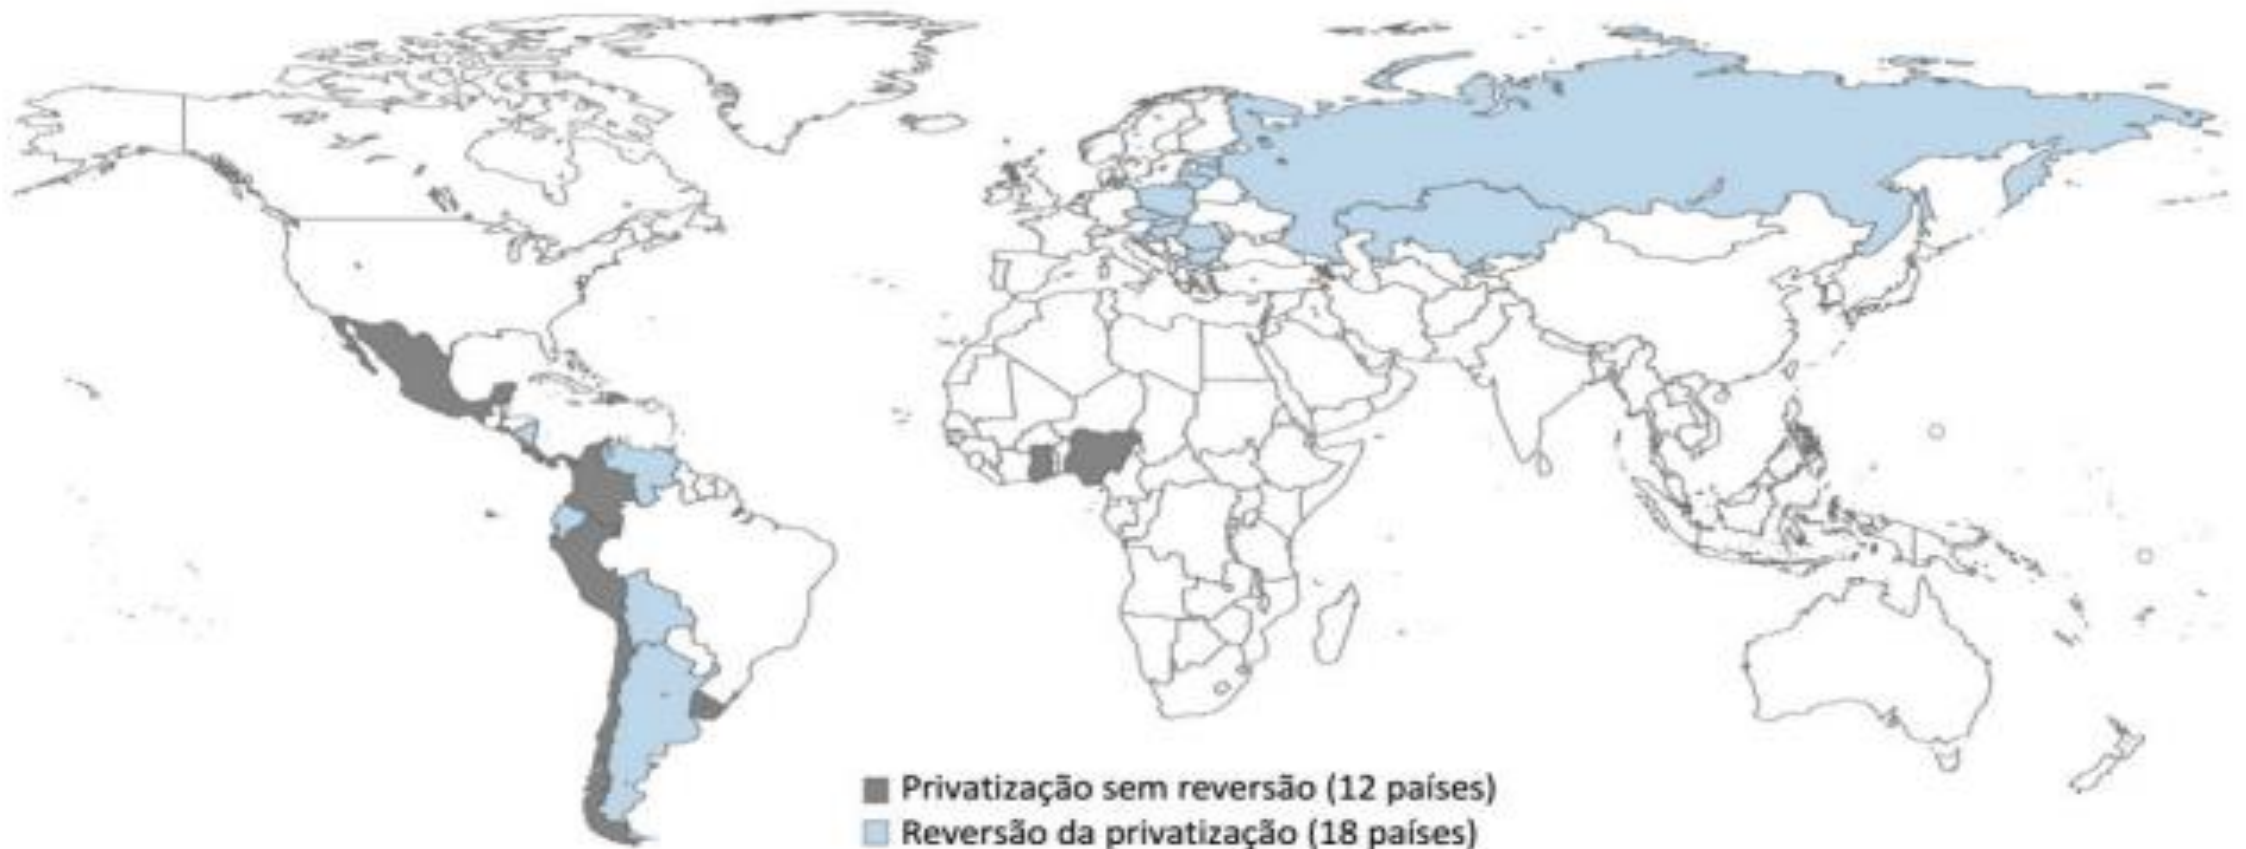 Privatização sem reversão (12 países)
Reversão da privatização (18 países)